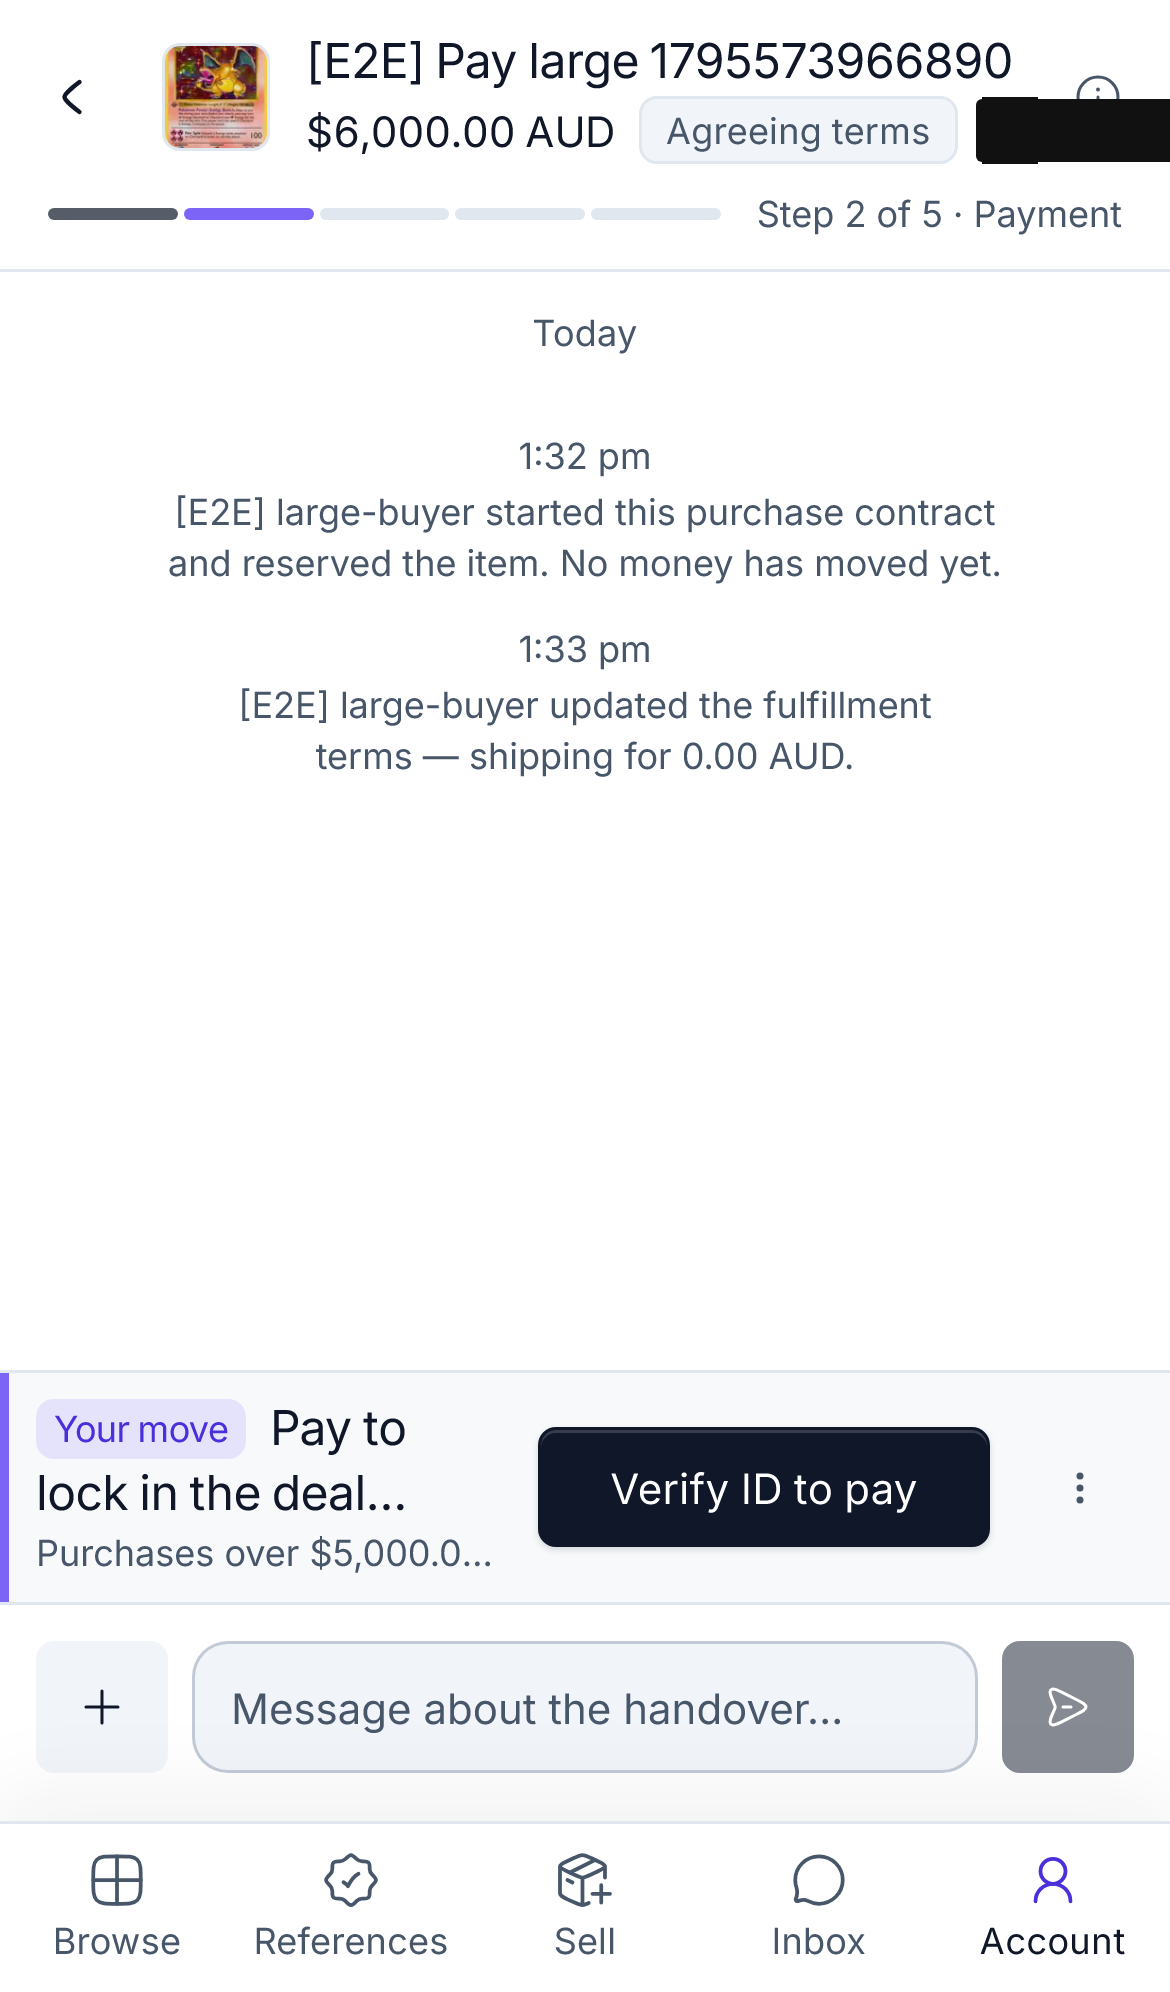 [E2E] Pay large 1795573966890
$6,000.00 AUD Agreeing terms
Step 2 of 5 · Payment
Today
1:32 pm
[E2E] large-buyer started this purchase contract
and reserved the item. No money has moved yet.
1:33 pm
[E2E] large-buyer updated the fulfillment
terms — shipping for 0.00 AUD.
Your move Pay to
lock in the deal...
Purchases over $5,000.0...
Verify ID to pay
Message about the handover...
Browse
References
Sell
Inbox
Account